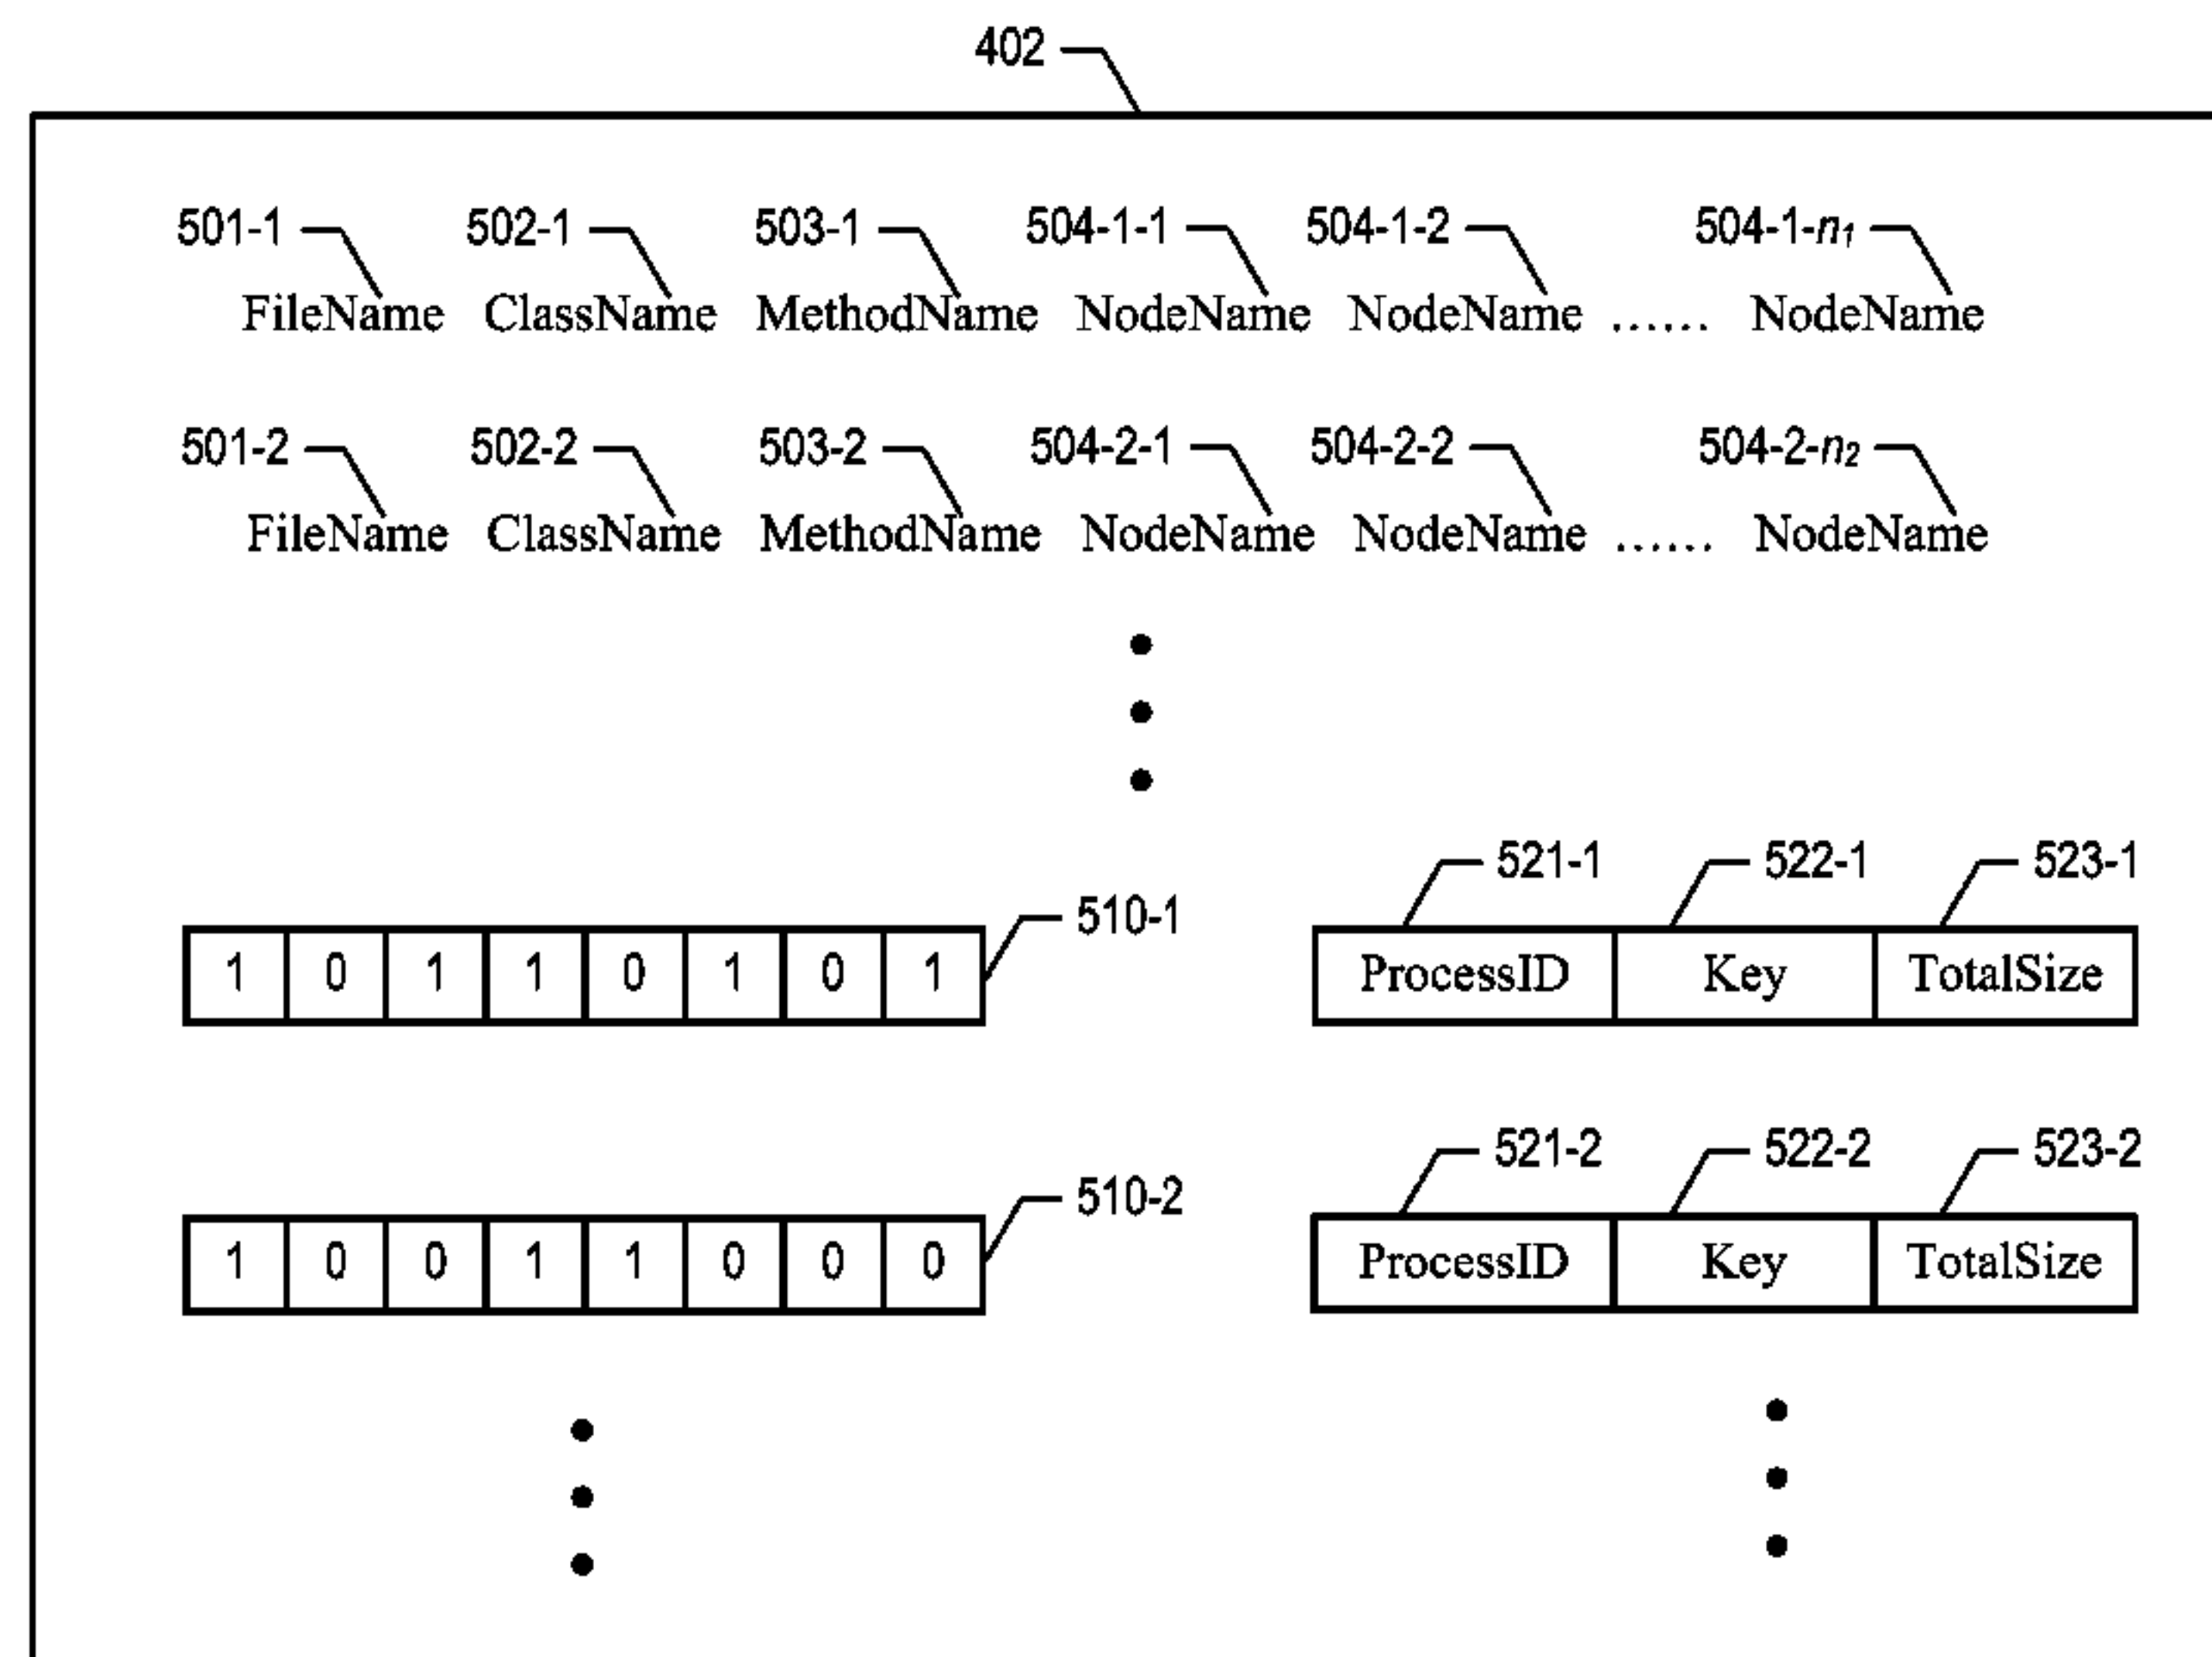 402
501-1 502-1 503-1 504-1-1 504-1-2 504-1-n₁
FileName ClassName MethodName NodeName NodeName ...... NodeName
501-2 502-2 503-2 504-2-1 504-2-2 504-2-n₂
FileName ClassName MethodName NodeName NodeName ...... NodeName
521-1 522-1 523-1
510-1
1 0 1 1 0 1 0 1 ProcessID Key TotalSize
521-2 522-2 523-2
510-2
1 0 0 1 1 0 0 0 ProcessID Key TotalSize